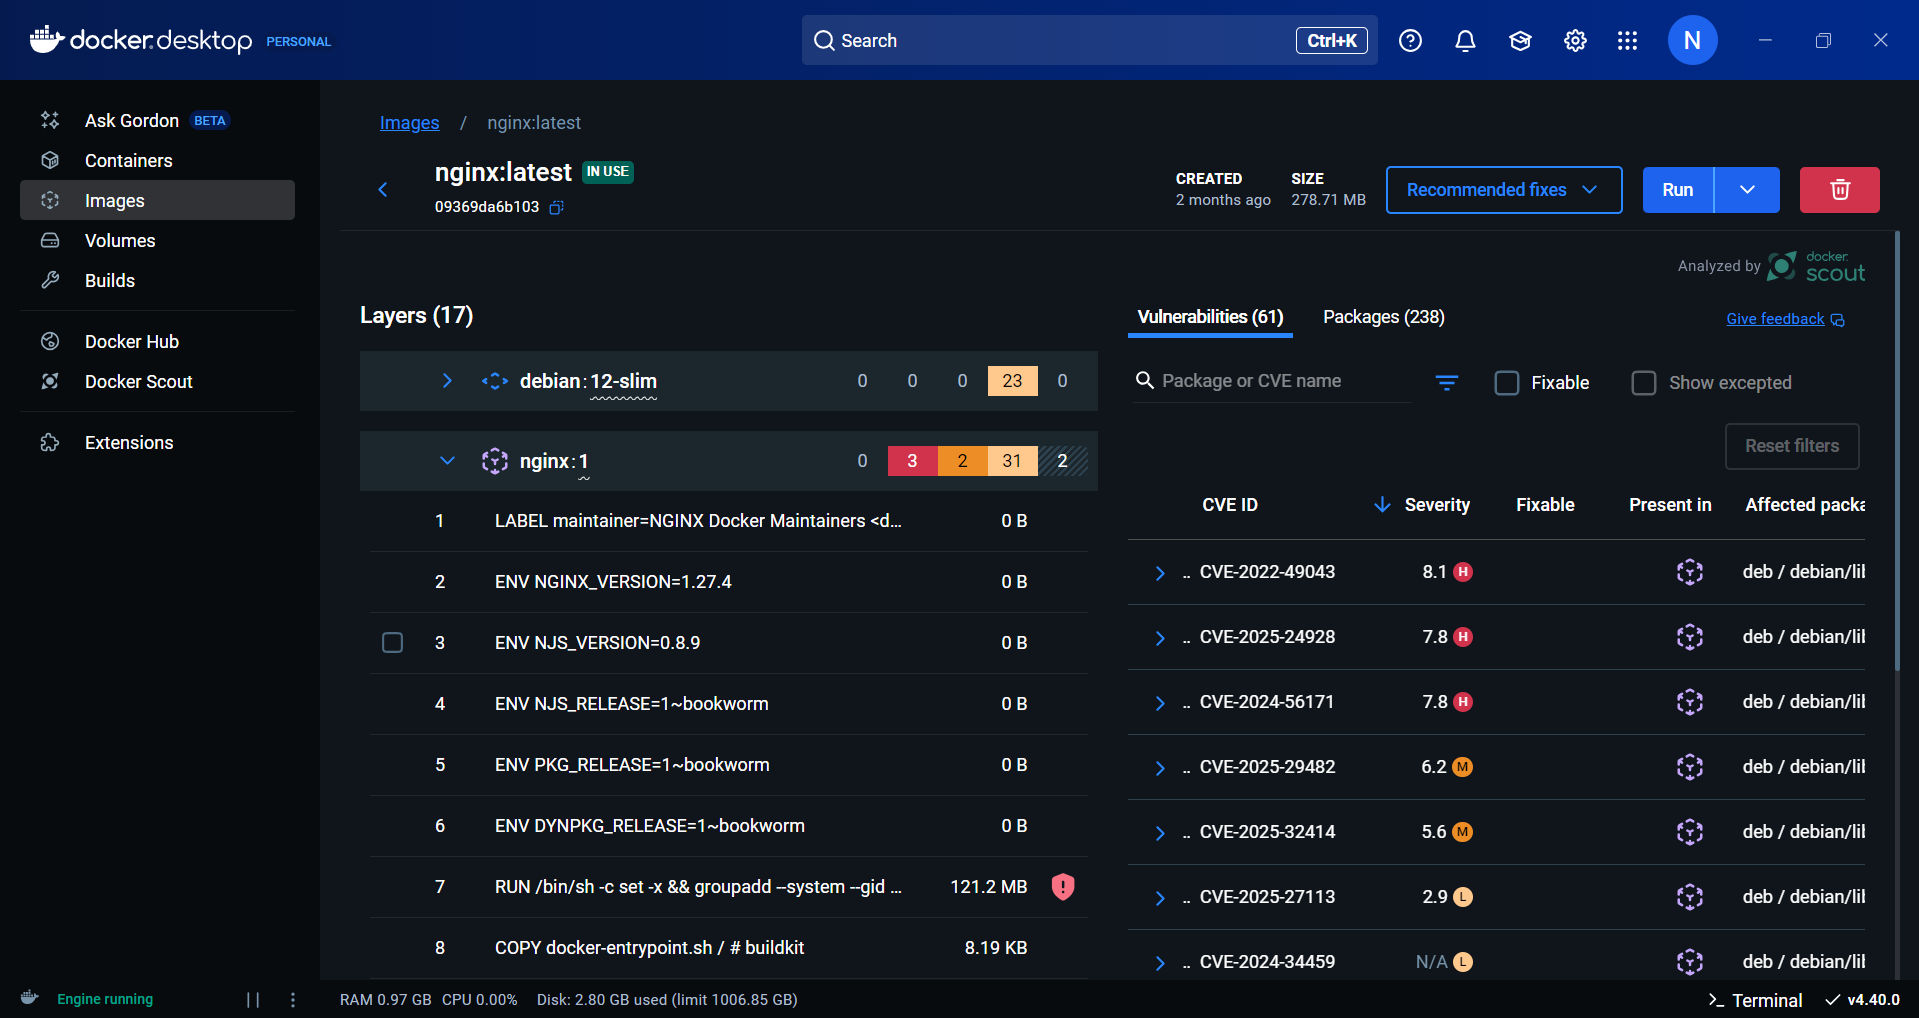 docker.desktop PERSONAL
Search Ctrl+K
N
Ask Gordon BETA
Containers
Images
Volumes
Builds
Docker Hub
Docker Scout
Extensions
Images / nginx:latest
nginx:latest IN USE
09369da6b103
CREATED
2 months ago
SIZE
278.71 MB
Recommended fixes
Run
Analyzed by docker scout
Layers (17)
debian:12-slim 0 0 0 23 0
nginx:1 0 3 2 31 2
1 LABEL maintainer=NGINX Docker Maintainers <d... 0 B
2 ENV NGINX_VERSION=1.27.4 0 B
3 ENV NJS_VERSION=0.8.9 0 B
4 ENV NJS_RELEASE=1~bookworm 0 B
5 ENV PKG_RELEASE=1~bookworm 0 B
6 ENV DYNPKG_RELEASE=1~bookworm 0 B
7 RUN /bin/sh -c set -x && groupadd --system --gid ... 121.2 MB
8 COPY docker-entrypoint.sh / # buildkit 8.19 KB
Vulnerabilities (61) Packages (238) Give feedback
Package or CVE name Fixable Show excepted
Reset filters
CVE ID Severity Fixable Present in Affected packa
.. CVE-2022-49043 8.1 H deb / debian/lib
.. CVE-2025-24928 7.8 H deb / debian/lib
.. CVE-2024-56171 7.8 H deb / debian/lib
.. CVE-2025-29482 6.2 M deb / debian/lib
.. CVE-2025-32414 5.6 M deb / debian/lib
.. CVE-2025-27113 2.9 L deb / debian/lib
.. CVE-2024-34459 N/A L deb / debian/lib
Engine running RAM 0.97 GB CPU 0.00% Disk: 2.80 GB used (limit 1006.85 GB) >_ Terminal v4.40.0